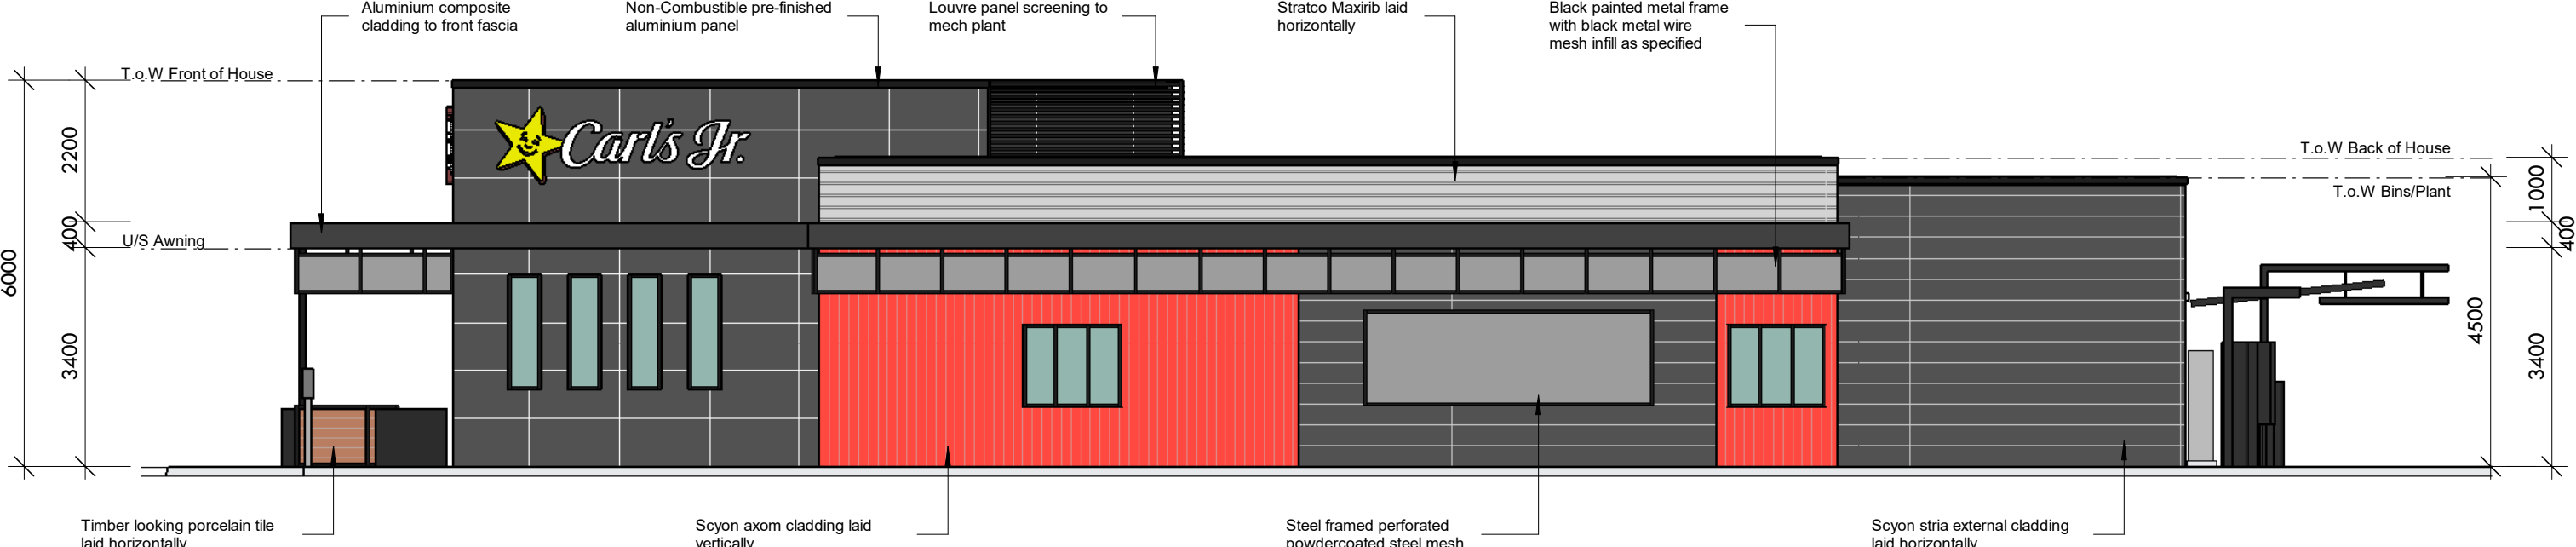 Aluminium composite
cladding to front fascia
Non-Combustible pre-finished
aluminium panel
Louvre panel screening to
mech plant
Stratco Maxirib laid
horizontally
Black painted metal frame
with black metal wire
mesh infill as specified
T.o.W Front of House
T.o.W Back of House
T.o.W Bins/Plant
U/S Awning
6000
2200
400
3400
Carl's Jr.
1000
400
4500
3400
Timber looking porcelain tile
laid horizontally
Scyon axom cladding laid
vertically
Steel framed perforated
powdercoated steel mesh
Scyon stria external cladding
laid horizontally